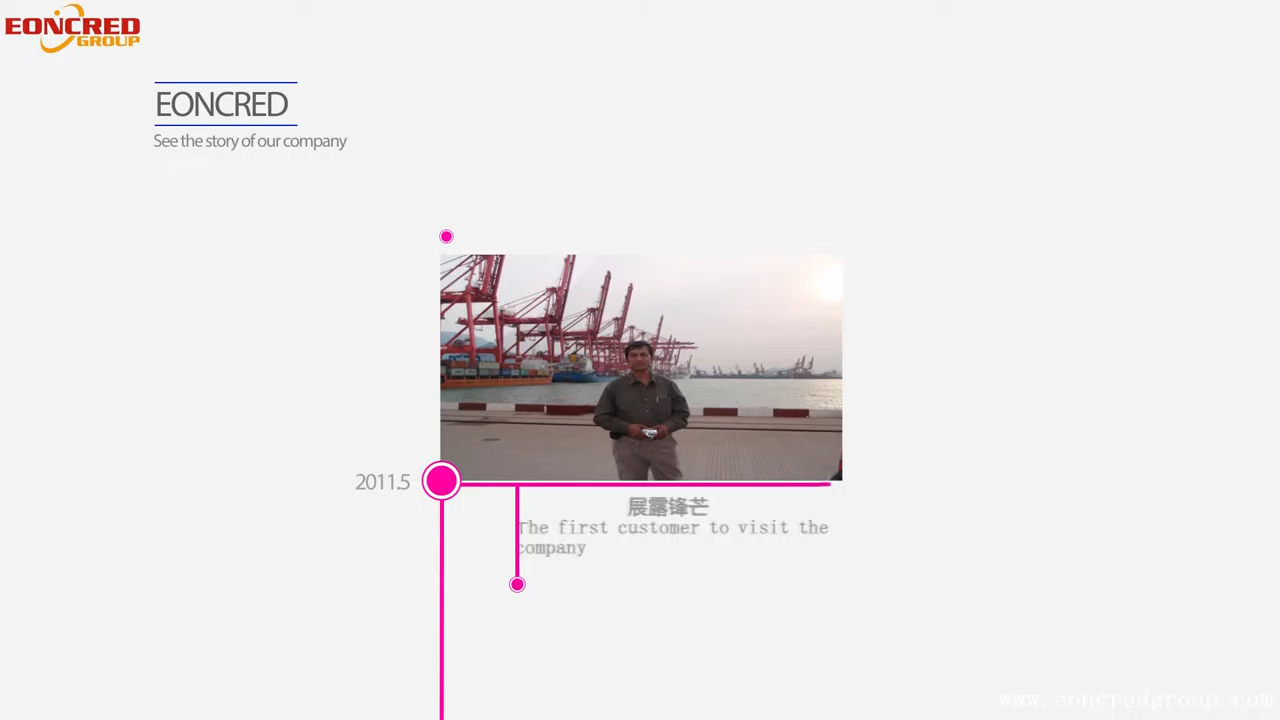 EONCRED
GROUP
EONCRED
See the story of our company
2011.5
展露锋芒
The first customer to visit the
company
www.eoncredgroup.com